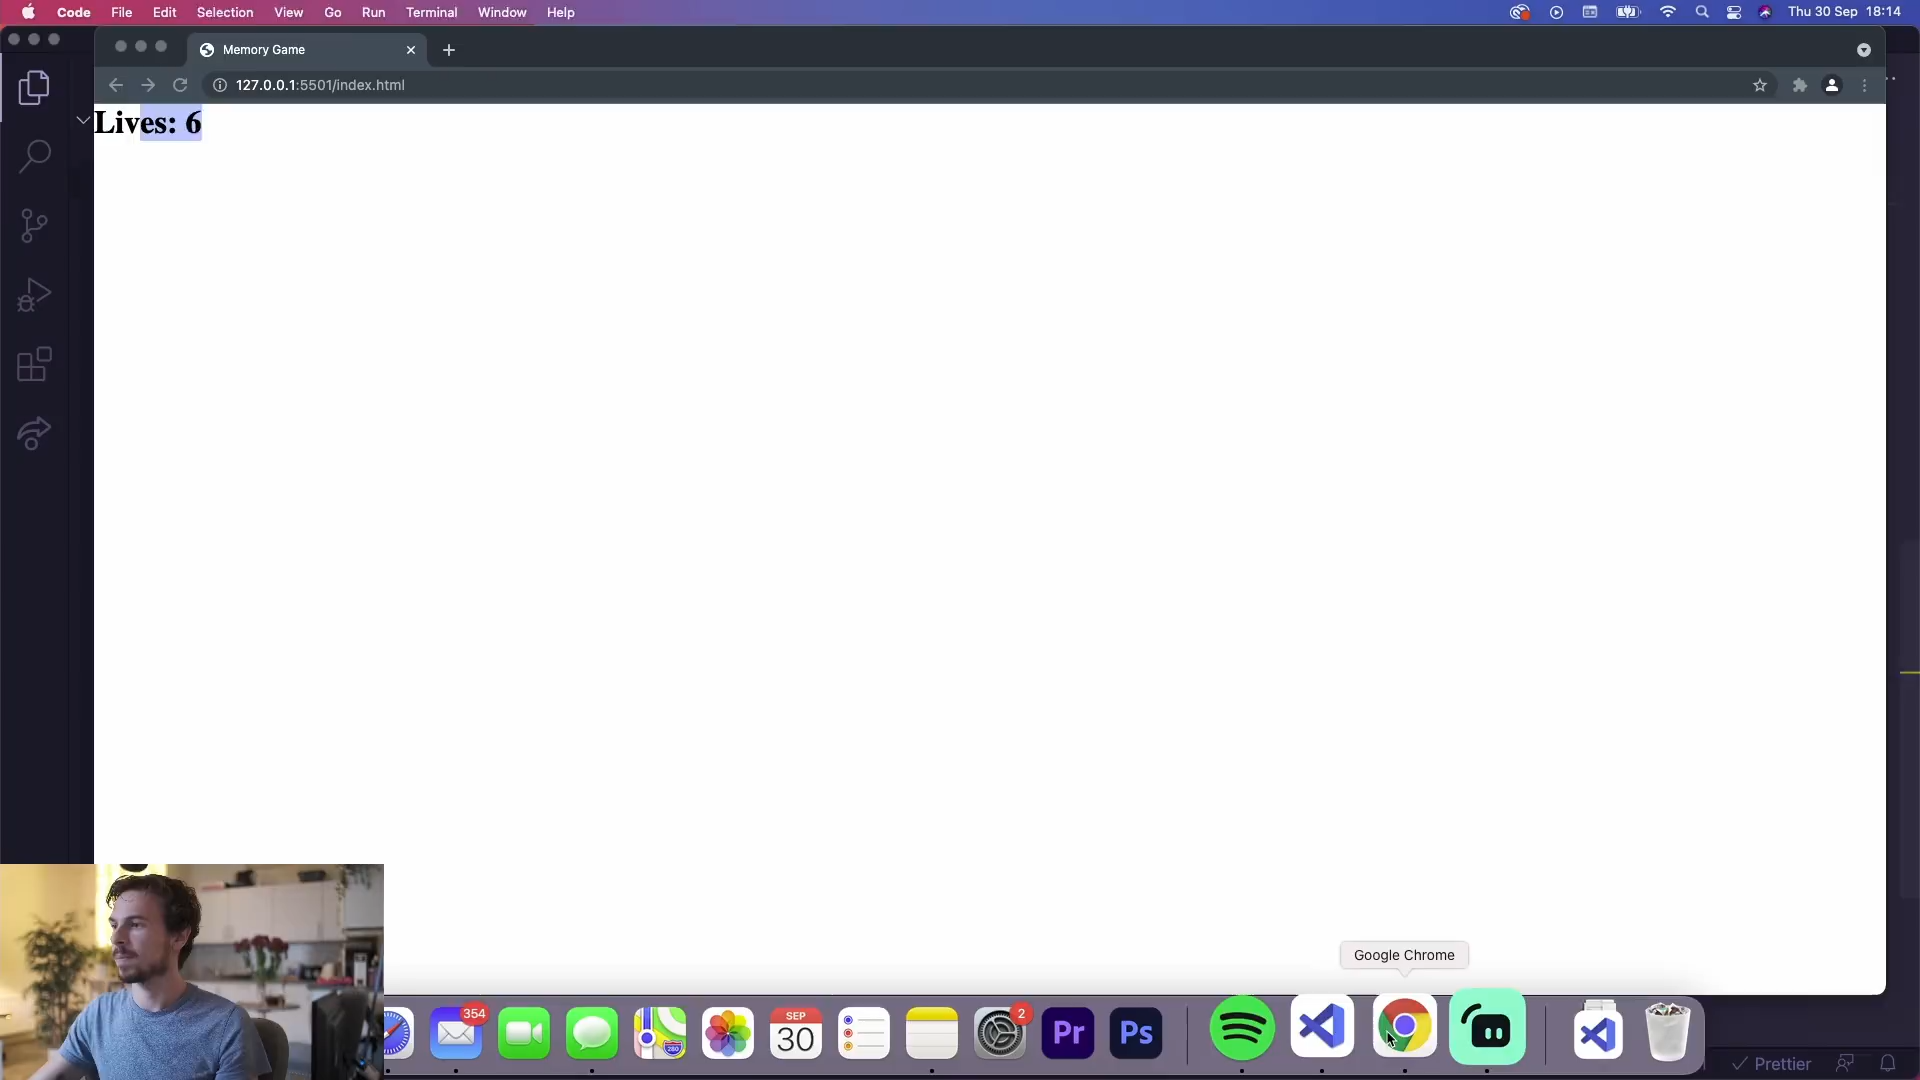 Code File Edit Selection View Go Run Terminal Window Help Thu 30 Sep 18:14
Memory Game
127.0.0.1:5501/index.html
Lives: 6
Google Chrome
354
SEP
30
2
Pr
Ps
Prettier